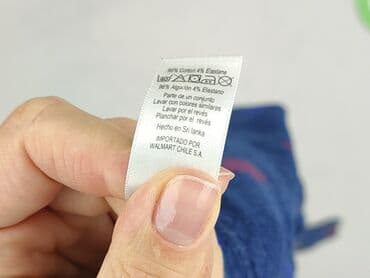 96% Cotton 4% Elastane
96% Algodón 4% Elastano
Parte de un conjunto
Lavar con colores similares
Lavar por el revés
Planchar por el revés
Hecho en Sri lanka
IMPORTADO POR
WALMART CHILE S.A.